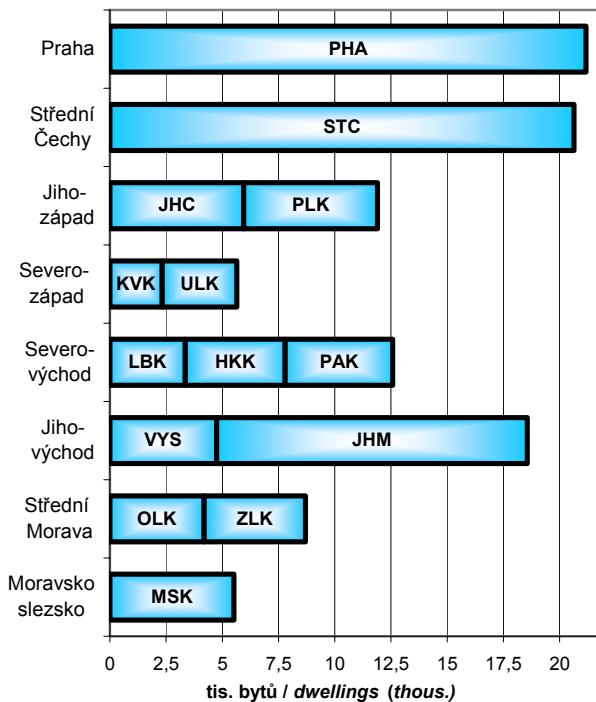 Praha
PHA
Střední
Čechy
STC
Jiho-
západ
JHC PLK
Severo-
západ
KVK ULK
Severo-
východ
LBK HKK PAK
Jiho-
východ
VYS JHM
Střední
Morava
OLK ZLK
Moravsko
slezsko
MSK
0 2,5 5 7,5 10 12,5 15 17,5 20
tis. bytů / dwellings (thous.)